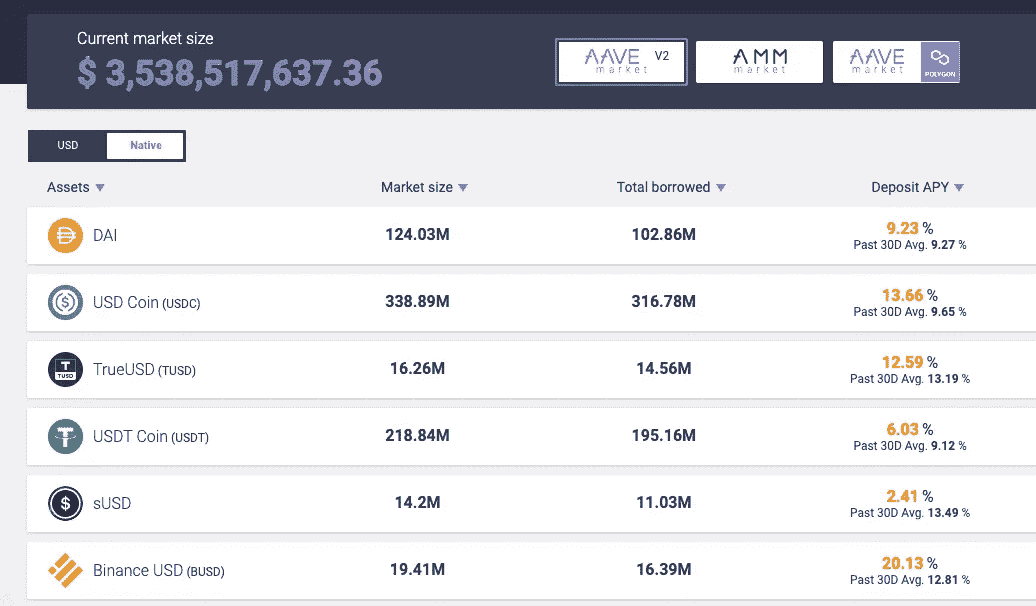 Current market size
$ 3,538,517,637.36
AAVE V2
market
AMM
market
AAVE
market
POLYGON
USD Native
Assets Market size Total borrowed Deposit APY
DAI 124.03M 102.86M 9.23 %
Past 30D Avg. 9.27 %
USD Coin (USDC) 338.89M 316.78M 13.66 %
Past 30D Avg. 9.65 %
TUSD
TrueUSD (TUSD) 16.26M 14.56M 12.59 %
Past 30D Avg. 13.19 %
USDT Coin (USDT) 218.84M 195.16M 6.03 %
Past 30D Avg. 9.12 %
sUSD 14.2M 11.03M 2.41 %
Past 30D Avg. 13.49 %
Binance USD (BUSD) 19.41M 16.39M 20.13 %
Past 30D Avg. 12.81 %